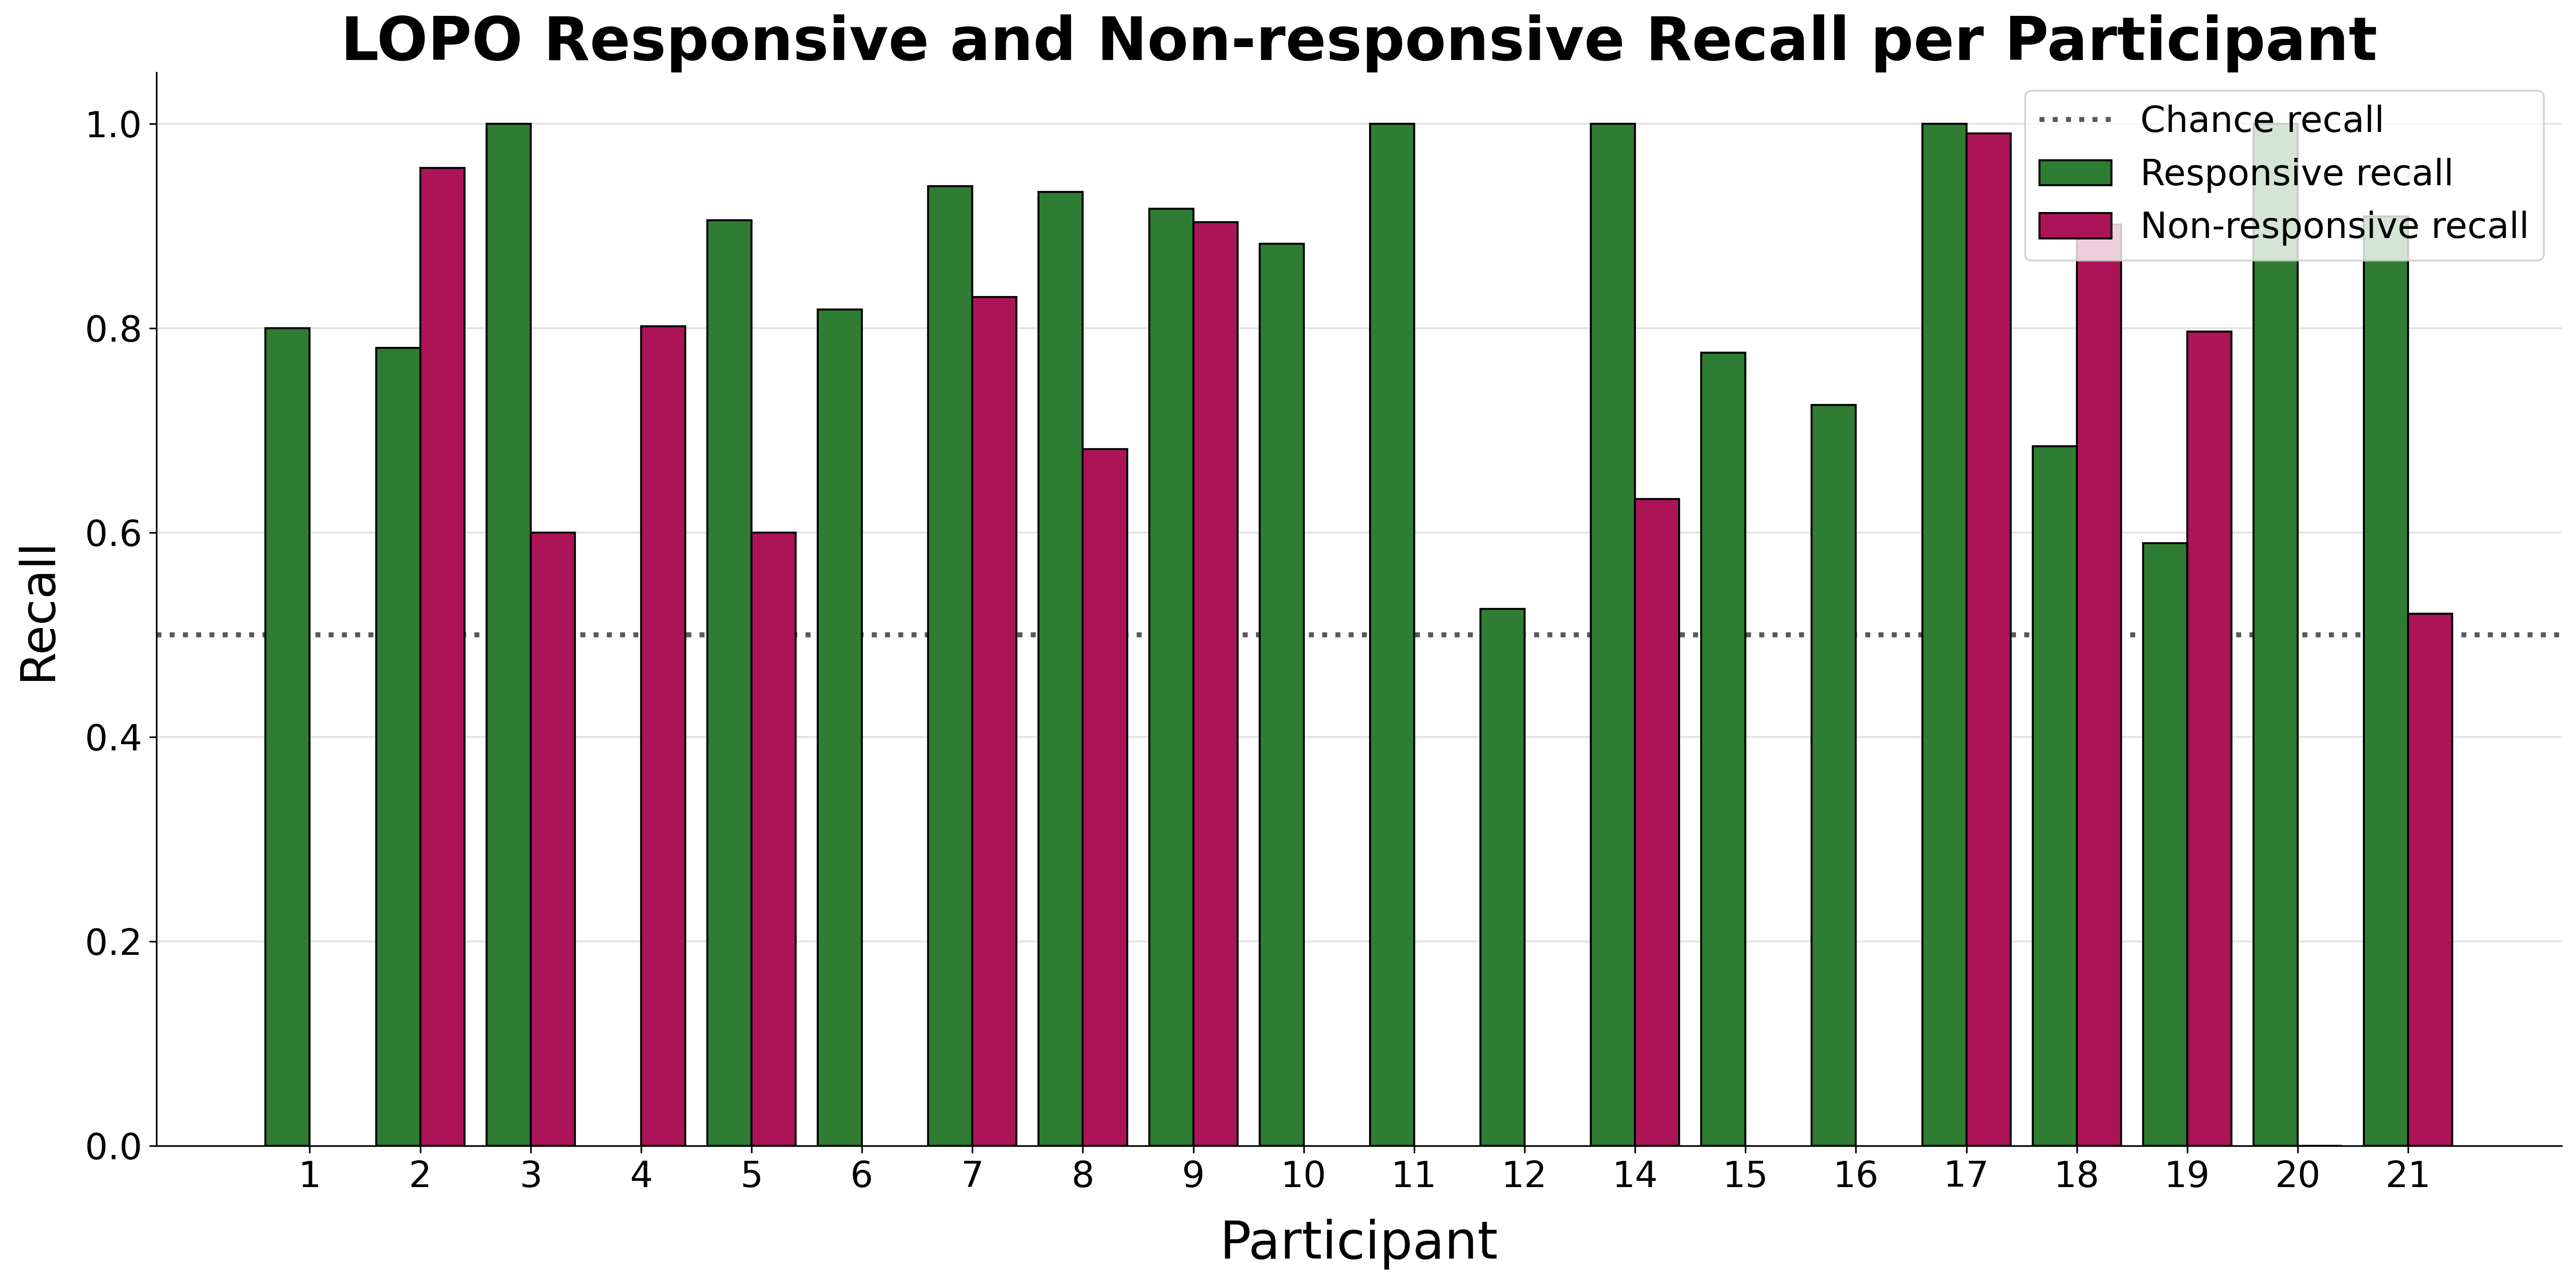 LOPO Responsive and Non-responsive Recall per Participant
Chance recall
Responsive recall
Non-responsive recall
Recall
1.0
0.8
0.6
0.4
0.2
0.0
1 2 3 4 5 6 7 8 9 10 11 12 14 15 16 17 18 19 20 21
Participant